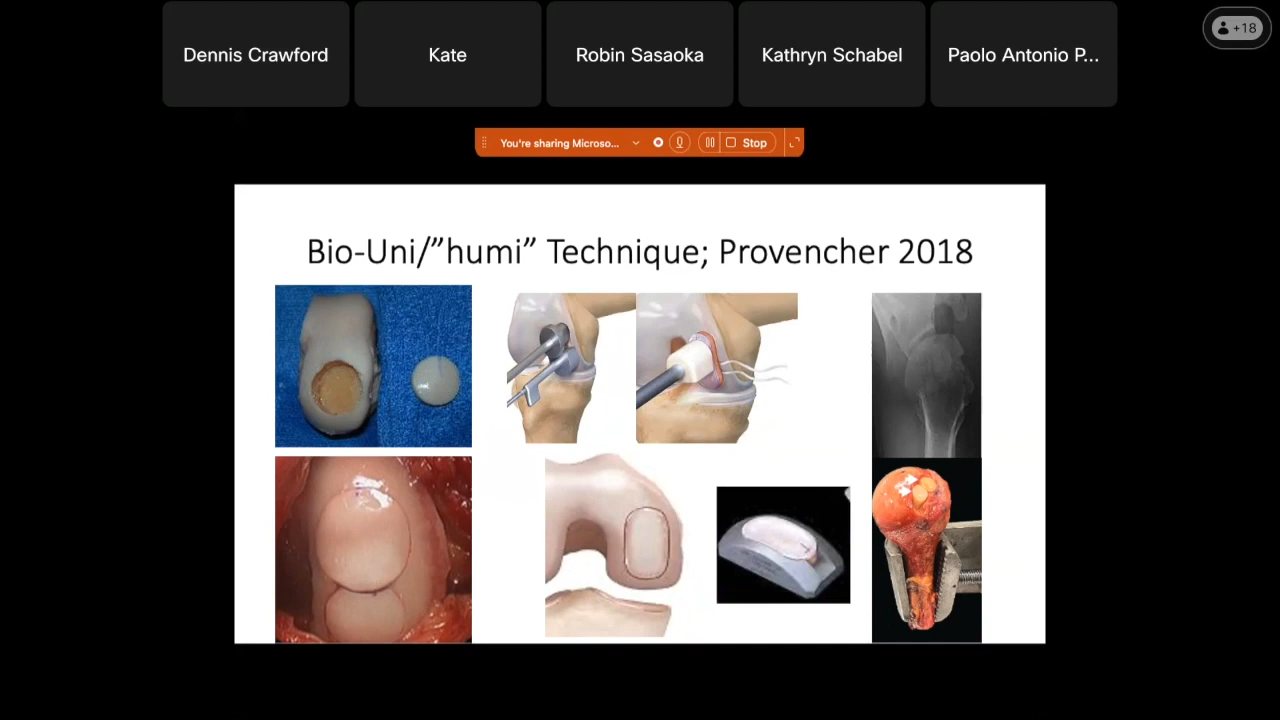 Dennis Crawford
Kate
Robin Sasaoka
Kathryn Schabel
Paolo Antonio P...
+18
You're sharing Microso...
Stop
Bio-Uni/”humi” Technique; Provencher 2018